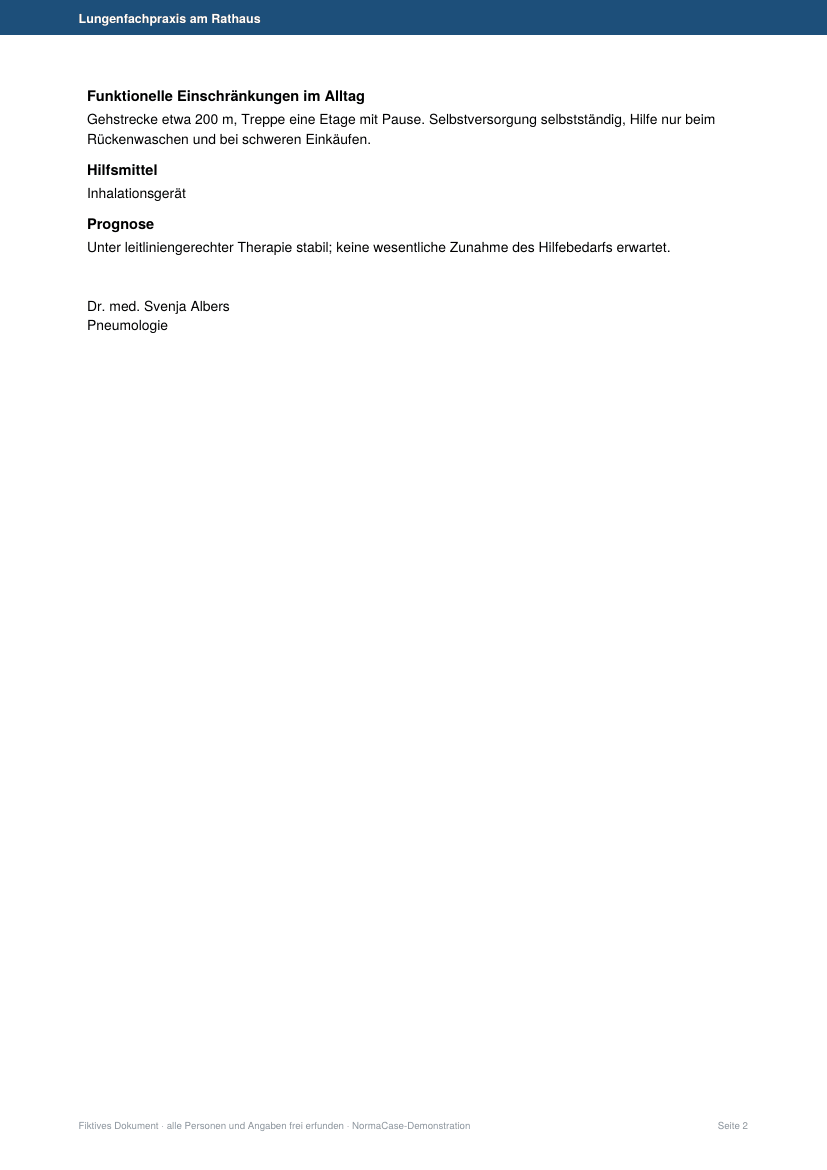 Lungenfachpraxis am Rathaus
Funktionelle Einschränkungen im Alltag
Gehstrecke etwa 200 m, Treppe eine Etage mit Pause. Selbstversorgung selbstständig, Hilfe nur beim
Rückenwaschen und bei schweren Einkäufen.
Hilfsmittel
Inhalationsgerät
Prognose
Unter leitliniengerechter Therapie stabil; keine wesentliche Zunahme des Hilfebedarfs erwartet.
Dr. med. Svenja Albers
Pneumologie
Fiktives Dokument · alle Personen und Angaben frei erfunden · NormaCase-Demonstration Seite 2